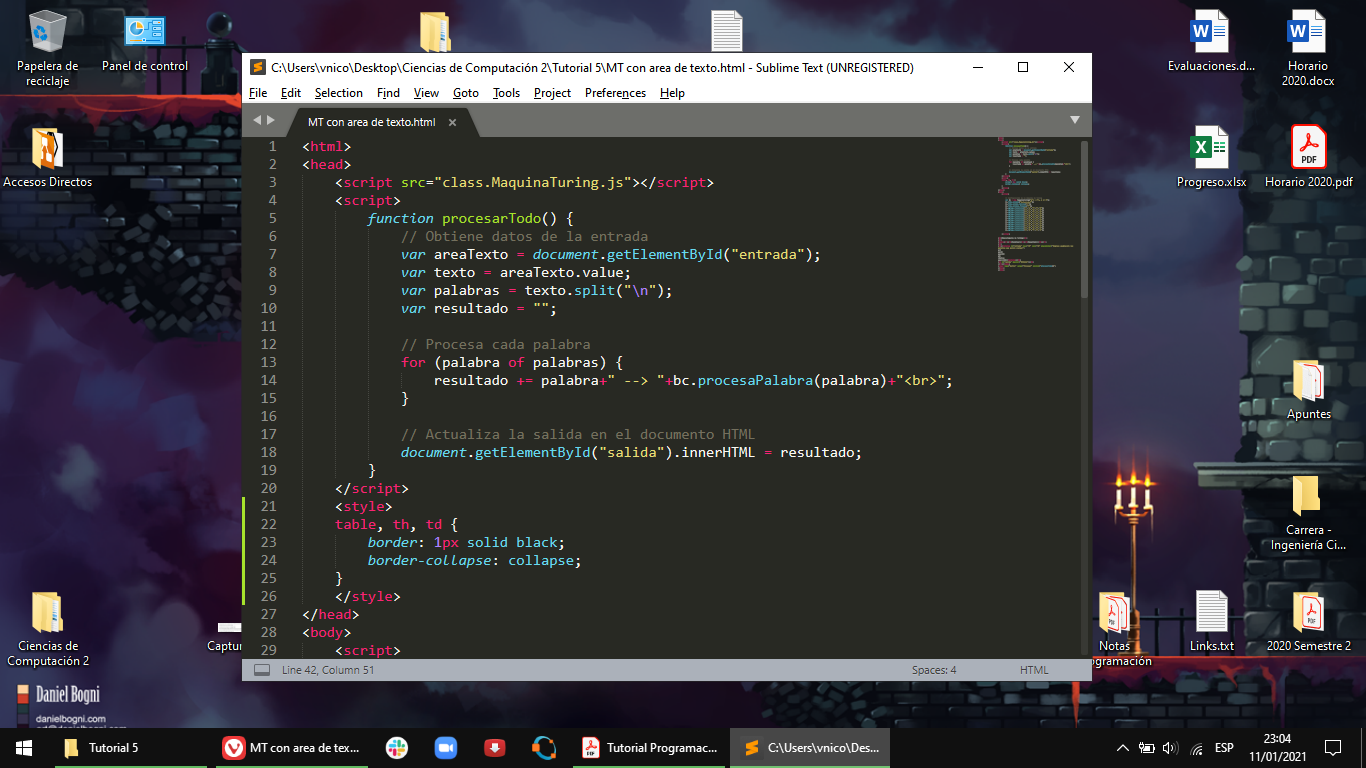 Papelera de
reciclaje
Panel de control
Evaluaciones.d...
Horario
2020.docx
C:\Users\vnico\Desktop\Ciencias de Computación 2\Tutorial 5\MT con area de texto.html - Sublime Text (UNREGISTERED)
File Edit Selection Find View Goto Tools Project Preferences Help
MT con area de texto.html
Accesos Directos
Progreso.xlsx
PDF
Horario 2020.pdf
1 <html>
2 <head>
3 <script src="class.MaquinaTuring.js"></script>
4 <script>
5 function procesarTodo() {
6 // Obtiene datos de la entrada
7 var areaTexto = document.getElementById("entrada");
8 var texto = areaTexto.value;
9 var palabras = texto.split("\n");
10 var resultado = "";
11
12 // Procesa cada palabra
13 for (palabra of palabras) {
14 resultado += palabra+" --> "+bc.procesaPalabra(palabra)+"<br>";
15 }
16
17 // Actualiza la salida en el documento HTML
18 document.getElementById("salida").innerHTML = resultado;
19 }
20 </script>
21 <style>
22 table, th, td {
23 border: 1px solid black;
24 border-collapse: collapse;
25 }
26 </style>
27 </head>
28 <body>
29 <script>
Line 42, Column 51
Spaces: 4
HTML
Apuntes
Carrera -
Ingeniería Ci...
Ciencias de
Computación 2
Captur
Notas
ogramación
Links.txt
2020 Semestre 2
Daniel Bogni
danielbogni.com
Tutorial 5
MT con area de tex...
Tutorial Programac...
C:\Users\vnico\Des...
ESP
23:04
11/01/2021